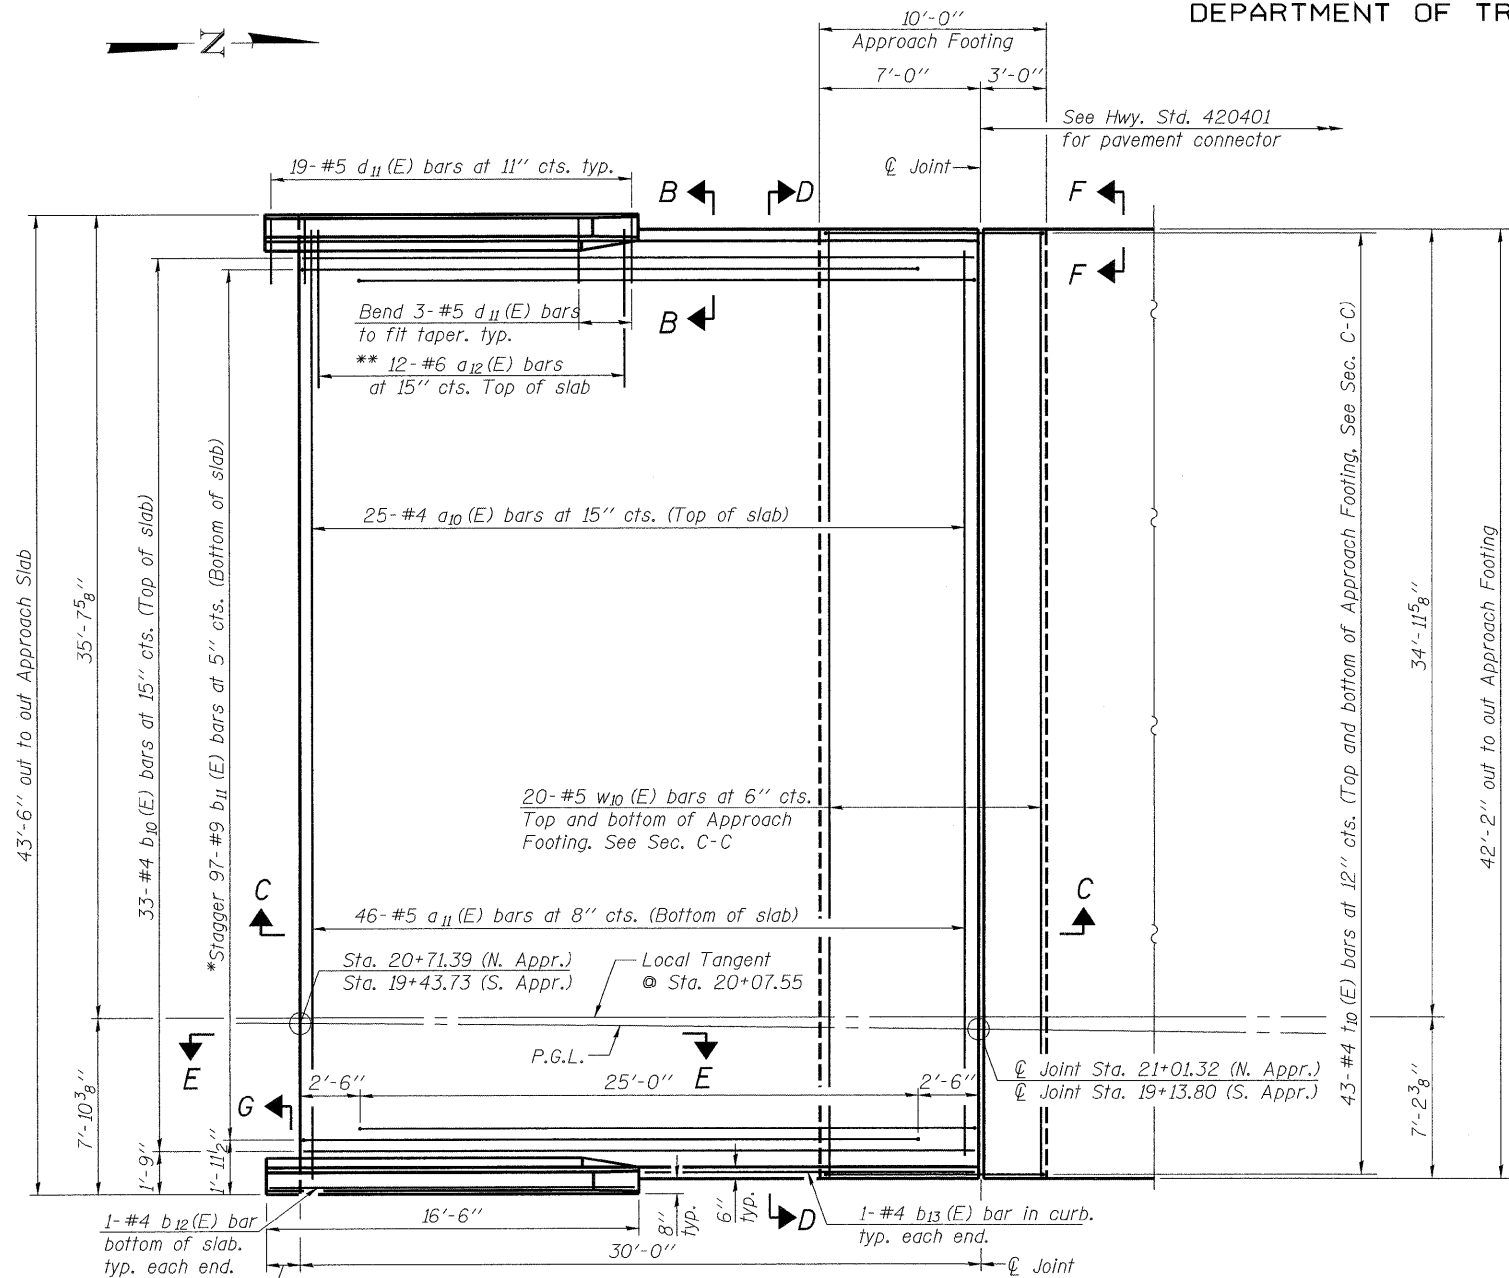 DEPARTMENT OF TR
N
10'-0"
Approach Footing
7'-0"
3'-0"
See Hwy. Std. 420401
for pavement connector
℄ Joint
19-#5 d11(E) bars at 11" cts. typ.
B
D
F
F
B
Bend 3-#5 d11(E) bars
to fit taper. typ.
** 12-#6 a12(E) bars
at 15" cts. Top of slab
25-#4 a10(E) bars at 15" cts. (Top of slab)
43'-6" out to out Approach Slab
35'-7 5/8"
33-#4 b10(E) bars at 15" cts. (Top of slab)
*Stagger 97-#9 b11(E) bars at 5" cts. (Bottom of slab)
43-#4 t10(E) bars at 12" cts. (Top and bottom of Approach Footing, See Sec. C-C)
34'-11 5/8"
42'-2" out to out Approach Footing
20-#5 w10(E) bars at 6" cts.
Top and bottom of Approach
Footing. See Sec. C-C
C
C
46-#5 a11(E) bars at 8" cts. (Bottom of slab)
Sta. 20+71.39 (N. Appr.)
Sta. 19+43.73 (S. Appr.)
Local Tangent
@ Sta. 20+07.55
P.G.L.
E
E
℄ Joint Sta. 21+01.32 (N. Appr.)
℄ Joint Sta. 19+13.80 (S. Appr.)
2'-6"
25'-0"
2'-6"
G
7'-10 3/8"
1'-9"
1'-11 1/2"
7'-2 3/8"
1-#4 b12(E) bar
bottom of slab.
typ. each end.
16'-6"
8"
typ.
6"
typ.
D
1-#4 b13(E) bar in curb.
typ. each end.
30'-0"
℄ Joint